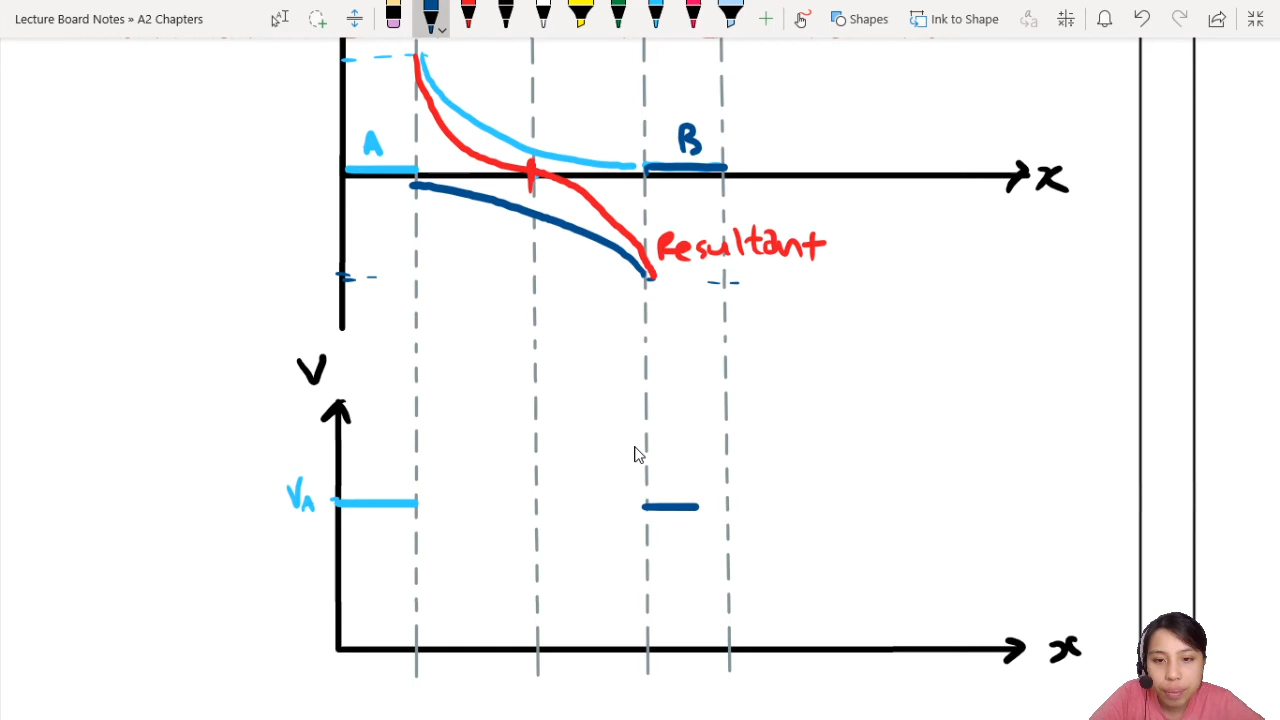 Lecture Board Notes » A2 Chapters
Shapes
Ink to Shape
A
B
x
Resultant
V
VA
x